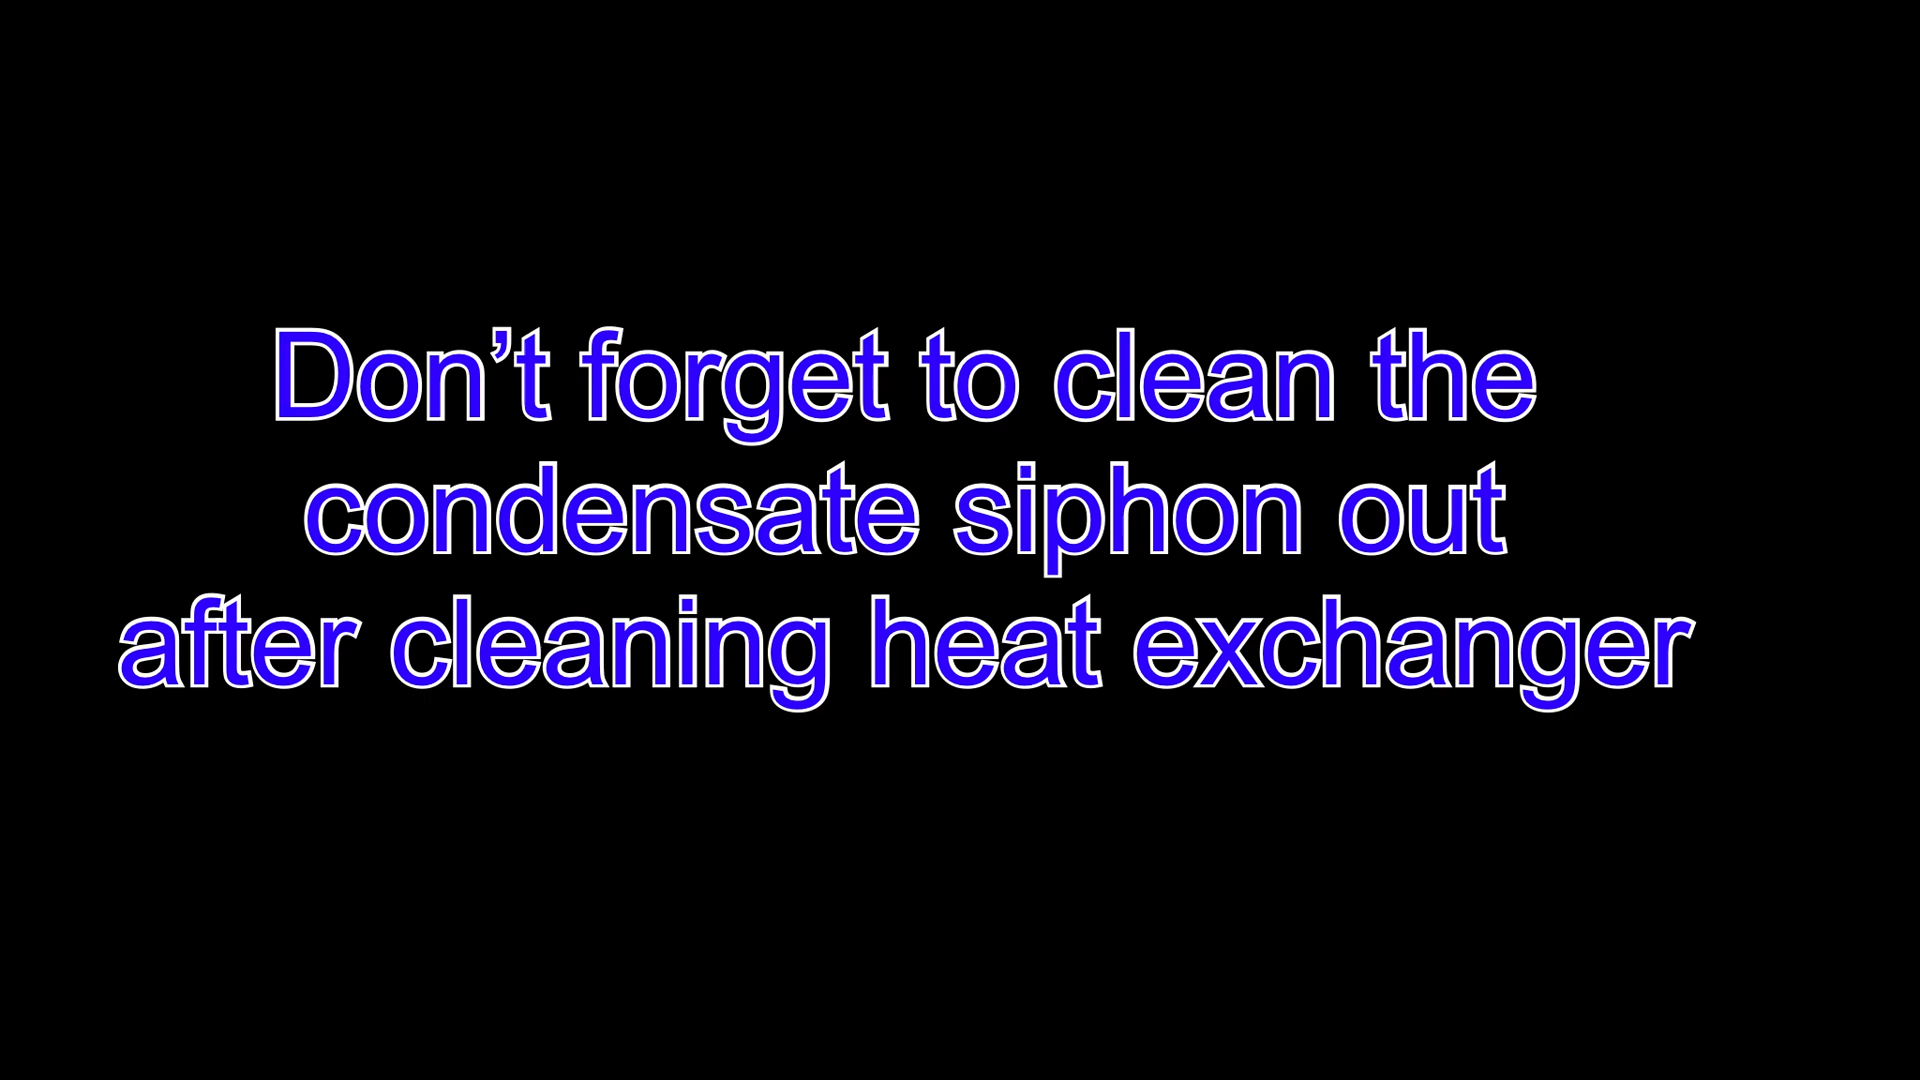 Don’t forget to clean the
condensate siphon out
after cleaning heat exchanger